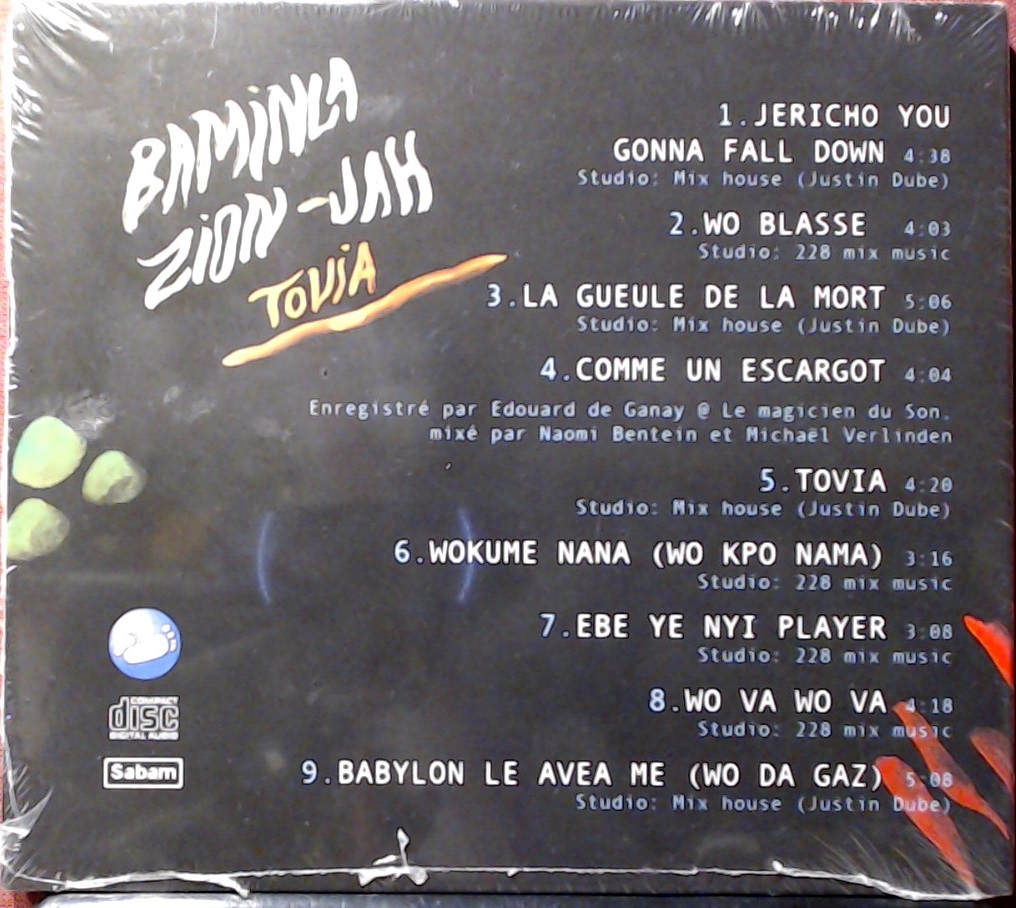 BAMINLA
ZION-JAH
TOVIA
1.JERICHO YOU
GONNA FALL DOWN 4:38
Studio: Mix house (Justin Dube)
2.WO BLASSE 4:03
Studio: 228 mix music
3.LA GUEULE DE LA MORT 5:06
Studio: Mix house (Justin Dube)
4.COMME UN ESCARGOT 4:04
Enregistré par Edouard de Ganay @ Le magicien du Son.
mixé par Naomi Bentein et Michaël Verlinden
5.TOVIA 4:20
Studio: Mix house (Justin Dube)
6.WOKUME NANA (WO KPO NAMA) 3:16
Studio: 228 mix music
7.EBE YE NYI PLAYER 3:08
Studio: 228 mix music
8.WO VA WO VA 4:18
Studio: 228 mix music
9.BABYLON LE AVEA ME (WO DA GAZ) 5:08
Studio: Mix house (Justin Dube)
COMPACT
disc
DIGITAL AUDIO
Sabam